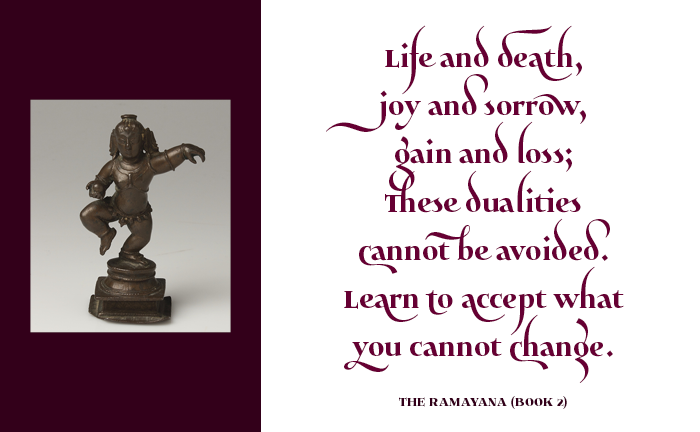 Life and death,
joy and sorrow,
gain and loss;
These dualities
cannot be avoided.
Learn to accept what
you cannot change.
THE RAMAYANA (BOOK 2)